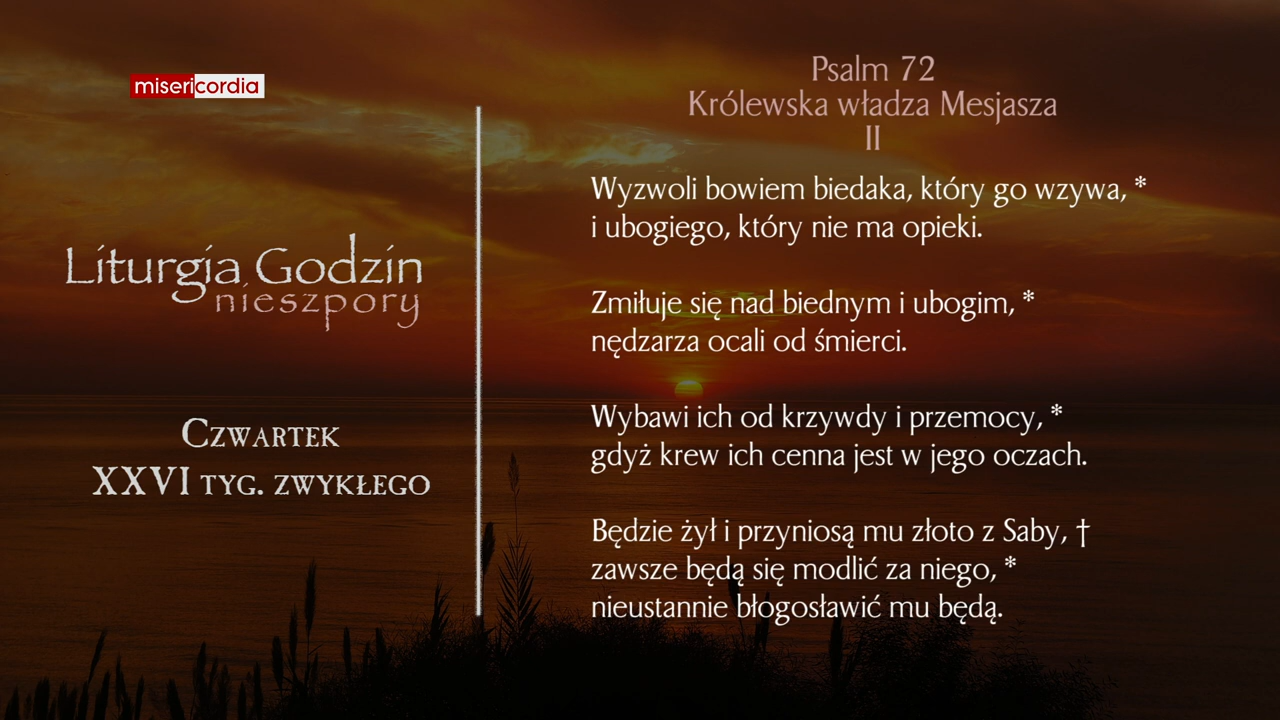 misericordia
Liturgia Godzin
nieszpory
Czwartek
XXVI tyg. zwykłego
Psalm 72
Królewska władza Mesjasza
II
Wyzwoli bowiem biedaka, który go wzywa, *
i ubogiego, który nie ma opieki.
Zmiłuje się nad biednym i ubogim, *
nędzarza ocali od śmierci.
Wybawi ich od krzywdy i przemocy, *
gdyż krew ich cenna jest w jego oczach.
Będzie żył i przyniosą mu złoto z Saby, †
zawsze będą się modlić za niego, *
nieustannie błogosławić mu będą.